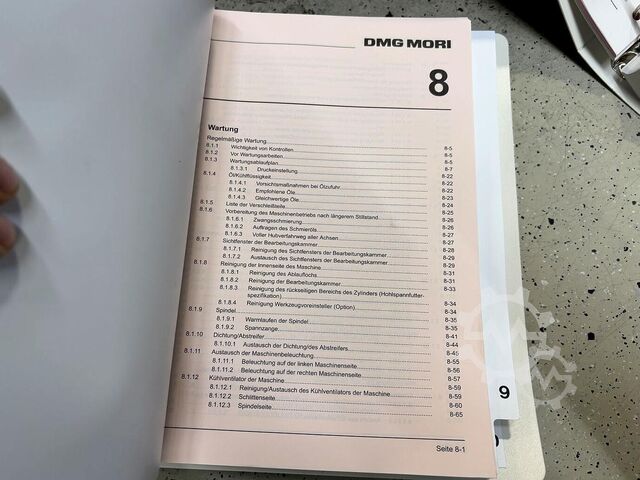 DMG MORI
8
Wartung
Regelmäßige Wartung
8.1.1 Wichtigkeit von Kontrollen 8-5
8.1.2 Vor Wartungsarbeiten 8-5
8.1.3 Wartungsablaufplan 8-5
8.1.3.1 Druckeinstellung 8-7
8.1.4 Öl/Kühlflüssigkeit 8-22
8.1.4.1 Vorsichtsmaßnahmen bei Ölzufuhr 8-22
8.1.4.2 Empfohlene Öle 8-22
8.1.4.3 Gleichwertige Öle 8-23
8.1.5 Liste der Verschleißteile 8-24
8.1.6 Vorbereitung des Maschinenbetriebs nach längerem Stillstand 8-25
8.1.6.1 Zwangsschmierung 8-26
8.1.6.2 Auftragen des Schmieröls 8-26
8.1.6.3 Voller Hubverfahrweg aller Achsen 8-27
8.1.7 Sichtfenster der Bearbeitungskammer 8-28
8.1.7.1 Reinigung des Sichtfensters der Bearbeitungskammer 8-29
8.1.7.2 Austausch des Sichtfensters der Bearbeitungskammer 8-29
8.1.8 Reinigung der Innenseite des Maschine 8-31
8.1.8.1 Reinigung des Ablauflochs 8-31
8.1.8.2 Reinigung der Bearbeitungskammer 8-31
8.1.8.3 Reinigung des rückseitigen Bereichs des Zylinders (Hohlspannfutter- 8-33
spezifikation)
8.1.8.4 Reinigung Werkzeugvoreinsteller (Option) 8-34
8.1.9 Spindel 8-34
8.1.9.1 Warmlaufen der Spindel 8-35
8.1.9.2 Spannzange 8-35
8.1.10 Dichtung/Abstreifer 8-41
8.1.10.1 Austausch der Dichtung/des Abstreifers 8-44
8.1.11 Austausch der Maschinenbeleuchtung 8-45
8.1.11.1 Beleuchtung auf der linken Maschinenseite 8-55
8.1.11.2 Beleuchtung auf der rechten Maschinenseite 8-56
8.1.12 Kühlventilator der Maschine 8-57
8.1.12.1 Reinigung/Austausch des Kühlventilators der Maschine 8-59
8.1.12.2 Schlittenseite 8-59
8.1.12.3 Spindelseite 8-60
8-65
Seite 8-1
9